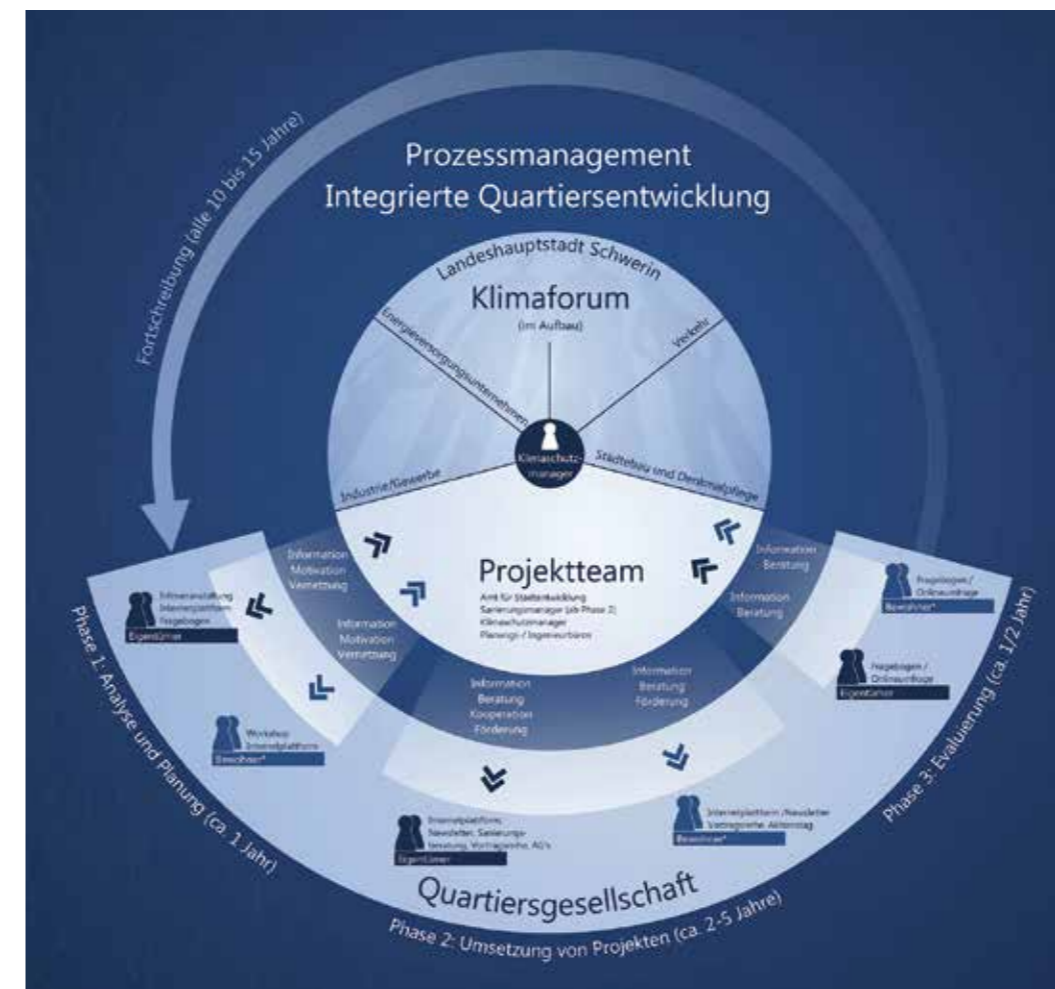 Prozessmanagement
Integrierte Quartiersentwicklung
Fortschreibung (alle 10 bis 15 Jahre)
Landeshauptstadt Schwerin
Klimaforum
(im Aufbau)
Energieversorgungsunternehmen
Verkehr
Industrie/Gewerbe
Städtebau und Denkmalpflege
Klimaschutz-
manager
Projektteam
Amt für Stadtentwicklung
Sanierungsmanager (ab Phase 2)
Klimaschutzmanager
Planungs-/ Ingenieurbüros
Information
Motivation
Vernetzung
Information
Motivation
Vernetzung
Information
Beratung
Kooperation
Förderung
Information
Beratung
Förderung
Information
Beratung
Information
Beratung
Infoveranstaltung
Internetplattform
Fragebogen
Eigentümer
Workshop
Internetplattform
Bewohner*
Internetplattform,
Newsletter, Sanierungs-
beratung, Vortragsreihe, AG's
Eigentümer
Internetplattform /Newsletter
Vortragsreihe, Aktionstag
Bewohner*
Fragebogen /
Onlineumfrage
Eigentümer
Fragebogen /
Onlineumfrage
Bewohner*
Quartiersgesellschaft
Phase 1: Analyse und Planung (ca. 1 Jahr)
Phase 2: Umsetzung von Projekten (ca. 2-5 Jahre)
Phase 3: Evaluierung (ca. 1/2 Jahr)